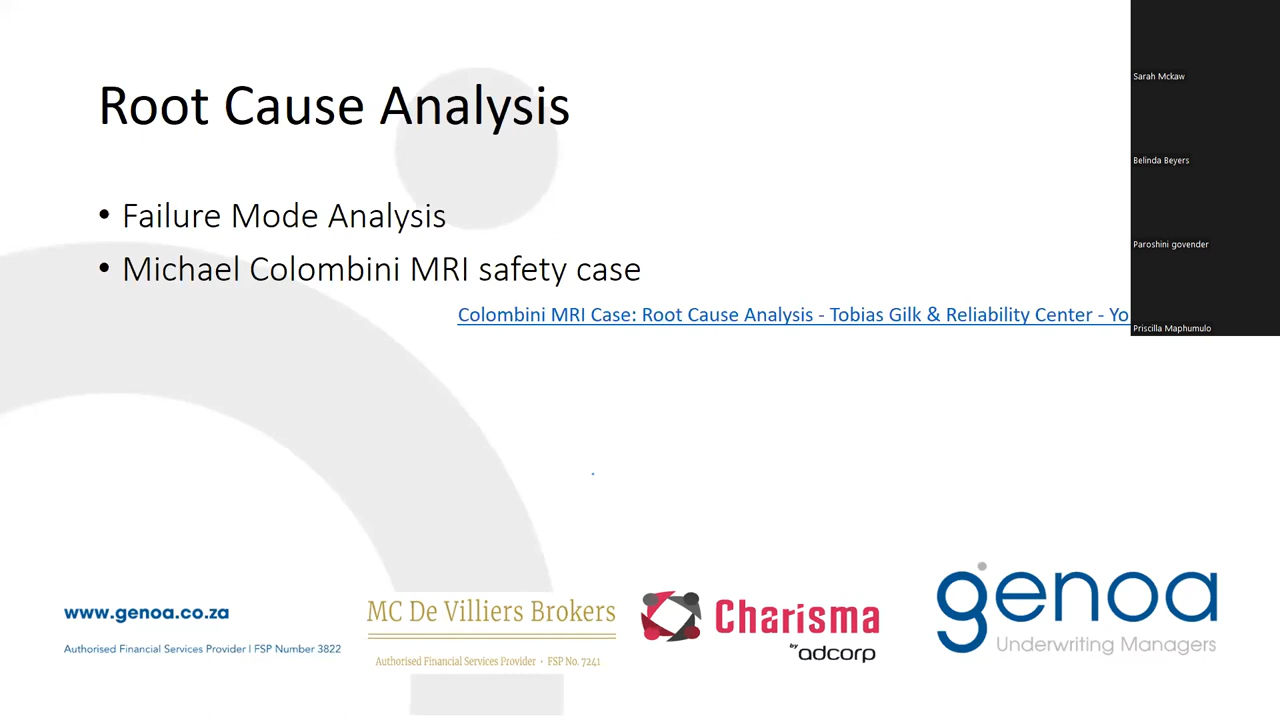 Root Cause Analysis
• Failure Mode Analysis
• Michael Colombini MRI safety case
Colombini MRI Case: Root Cause Analysis - Tobias Gilk & Reliability Center - Yo
Sarah Mckaw
Belinda Beyers
Paroshini govender
Priscilla Maphumulo
www.genoa.co.za
Authorised Financial Services Provider | FSP Number 3822
MC De Villiers Brokers
Authorised Financial Services Provider • FSP No. 7241
Charisma
by adcorp
genoa
Underwriting Managers